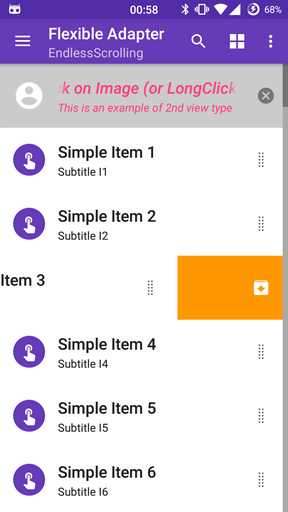 00:58
68%
Flexible Adapter
EndlessScrolling
k on Image (or LongClick
This is an example of 2nd view type
Simple Item 1
Subtitle I1
Simple Item 2
Subtitle I2
Item 3
Simple Item 4
Subtitle I4
Simple Item 5
Subtitle I5
Simple Item 6
Subtitle I6